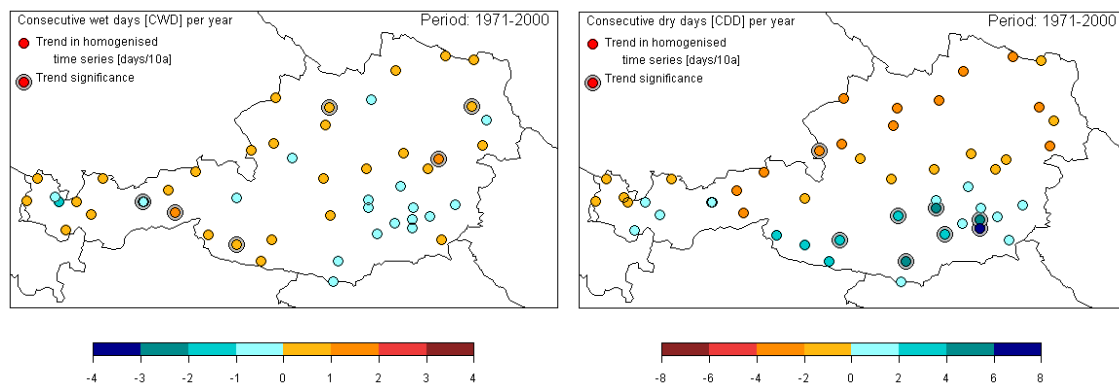 Consecutive wet days [CWD] per year
Period: 1971-2000
Trend in homogenised
time series [days/10a]
Trend significance
-4 -3 -2 -1 0 1 2 3 4
Consecutive dry days [CDD] per year
Period: 1971-2000
Trend in homogenised
time series [days/10a]
Trend significance
-8 -6 -4 -2 0 2 4 6 8